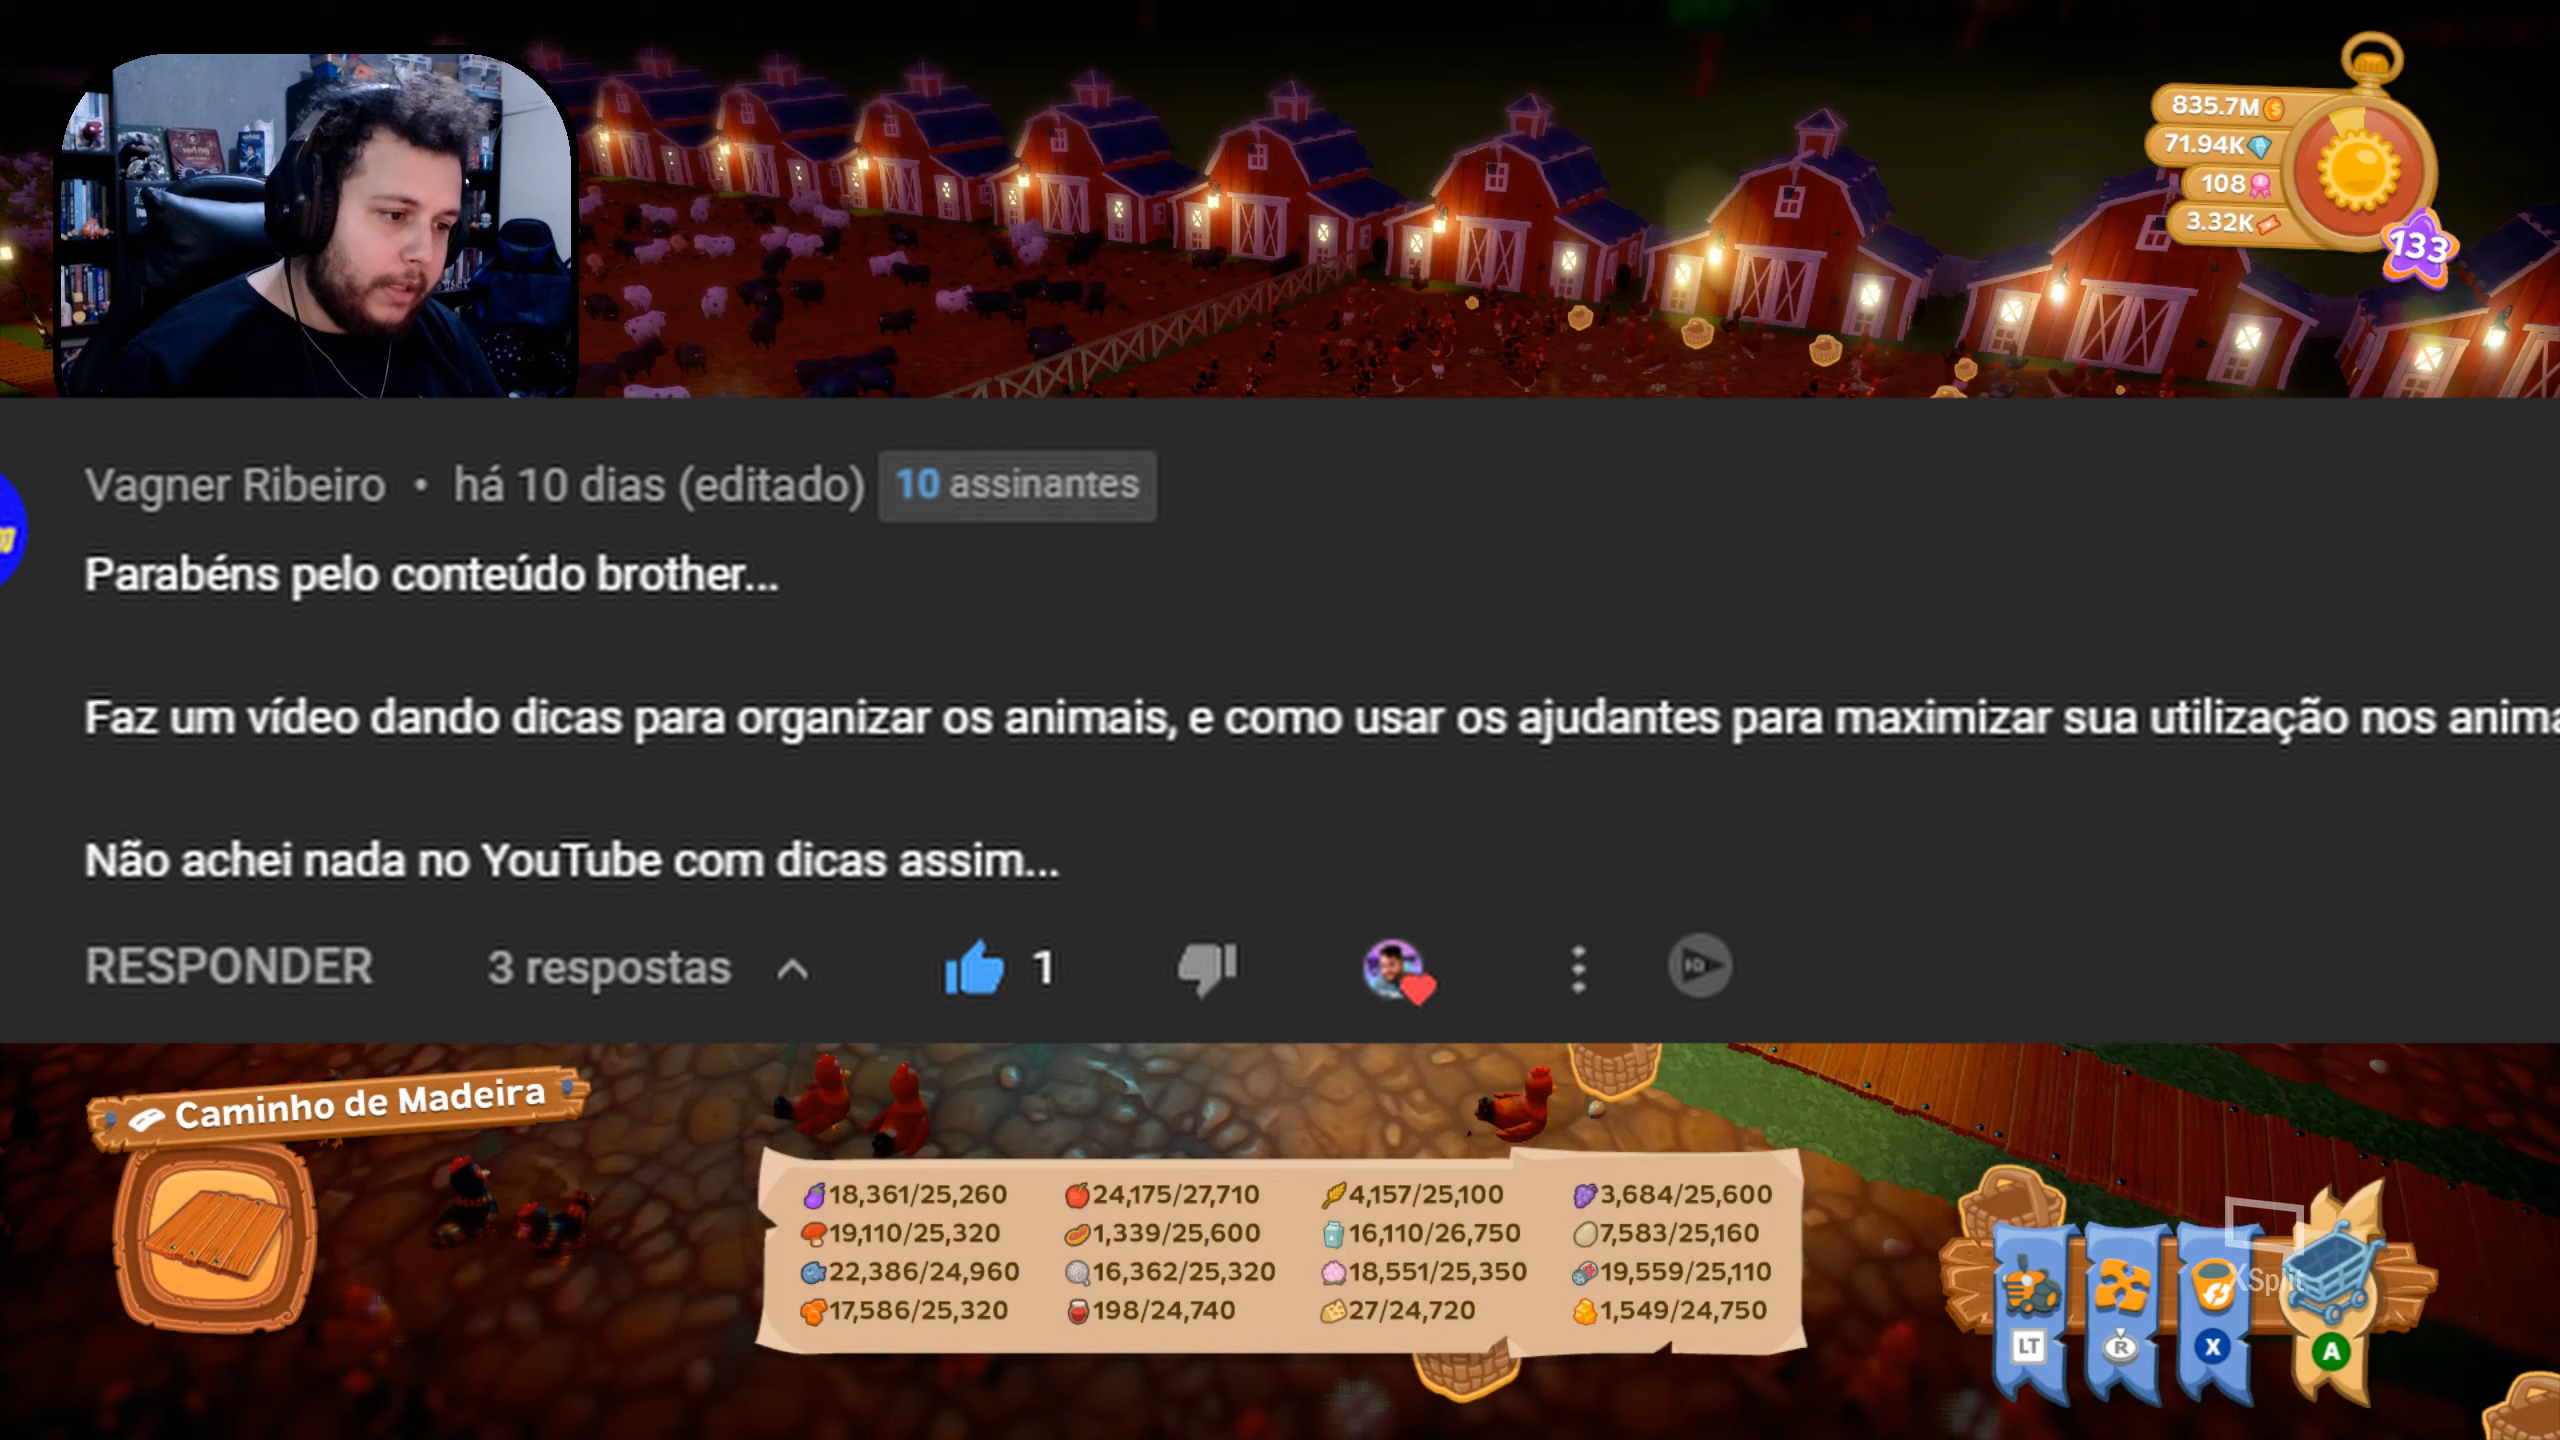 835.7M
71.94K
108
3.32K
133
Vagner Ribeiro • há 10 dias (editado) 10 assinantes
Parabéns pelo conteúdo brother...
Faz um vídeo dando dicas para organizar os animais, e como usar os ajudantes para maximizar sua utilização nos
Não achei nada no YouTube com dicas assim...
RESPONDER 3 respostas 1
Caminho de Madeira
18,361/25,260 24,175/27,710 4,157/25,100 3,684/25,600
19,110/25,320 1,339/25,600 16,110/26,750 7,583/25,160
22,386/24,960 16,362/25,320 18,551/25,350 19,559/25,110
17,586/25,320 198/24,740 27/24,720 1,549/24,750
XSplit
LT R X A